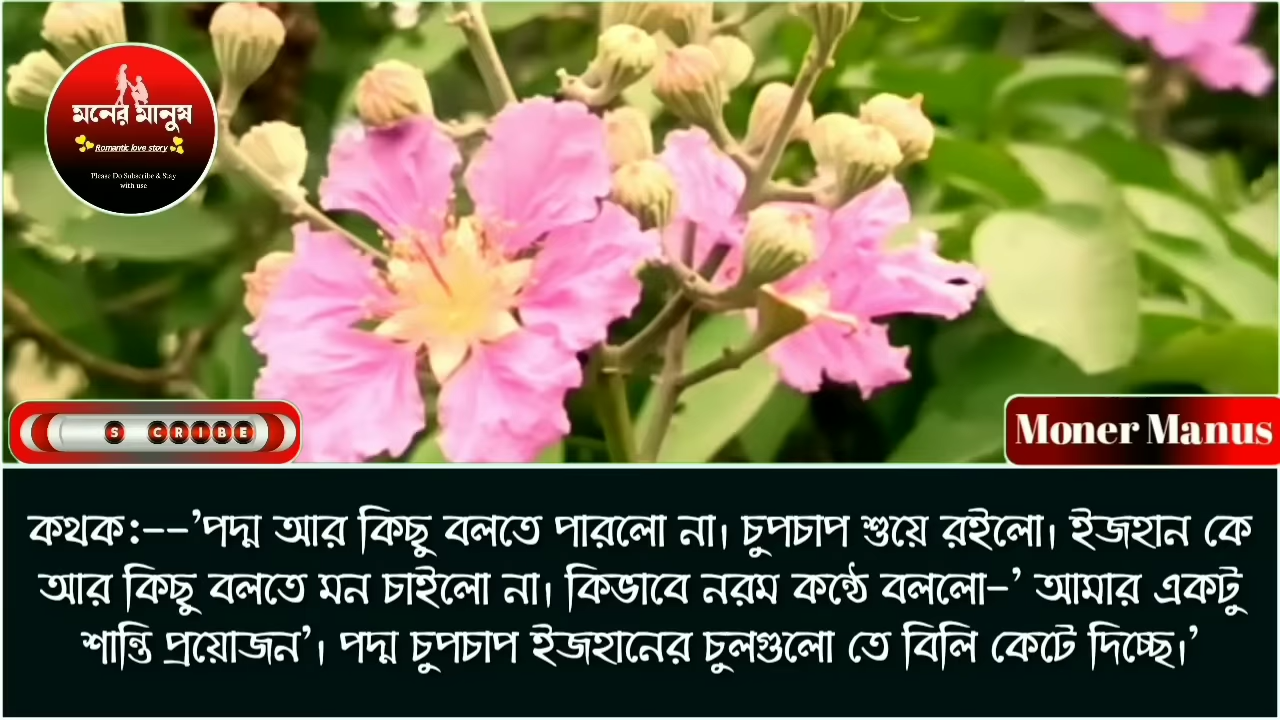 মনের মানুষ
Romantic love story
Please Do Subscribe & Stay
with use
S CRIBE
Moner Manus
কথক:--'পদ্ম আর কিছু বলতে পারলো না। চুপচাপ শুয়ে রইলো। ইজহান কে
আর কিছু বলতে মন চাইলো না। কিভাবে নরম কন্ঠে বললো-' আমার একটু
শান্তি প্রয়োজন'। পদ্ম চুপচাপ ইজহানের চুলগুলো তে বিলি কেটে দিচ্ছে।'